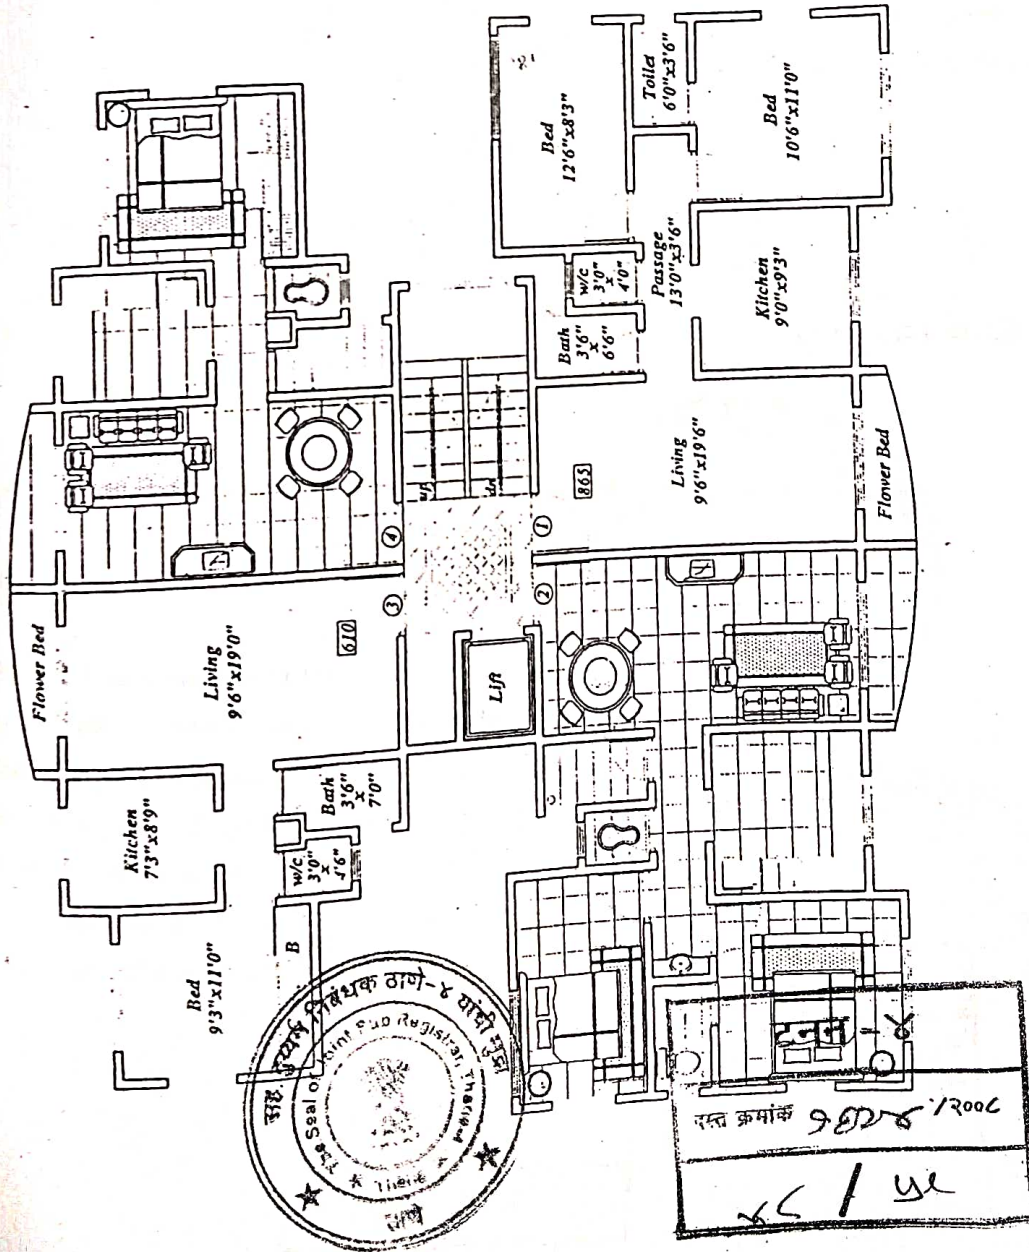 Bed
12'6"x8'3"
Toilet
6'0"x3'6"
Bed
10'6"x11'0"
w/c
3'0"
x
4'0"
Passage
13'0"x3'6"
Bath
3'6"
x
6'6"
Kitchen
9'0"x9'3"
Living
9'6"x19'6"
865
Flower Bed
up
dn
1
2
3
4
Lift
Flower Bed
Living
9'6"x19'0"
610
Kitchen
7'3"x8'9"
Bath
3'6"
x
7'0"
w/c
3'0"
x
4'6"
B
Bed
9'3"x11'0"
The Seal of Joint Sub Registrar Thane
दस्त क्रमांक
/२००८